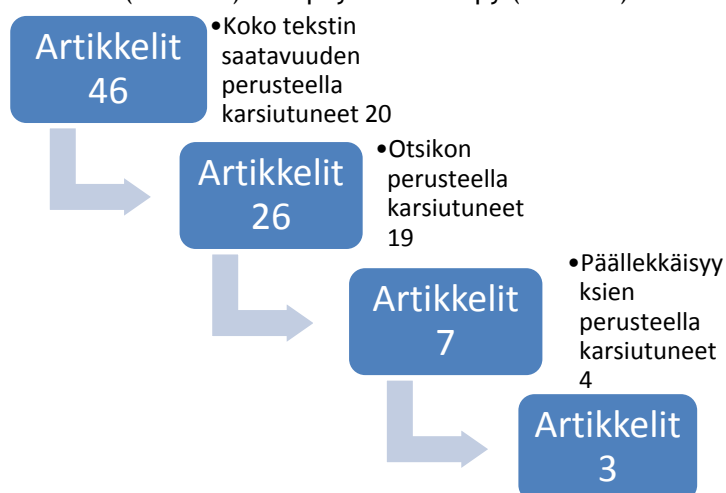 Artikkelit
46
•Koko tekstin
saatavuuden
perusteella
karsiutuneet 20
Artikkelit
26
•Otsikon
perusteella
karsiutuneet
19
Artikkelit
7
•Päällekkäisyy
ksien
perusteella
karsiutuneet
4
Artikkelit
3